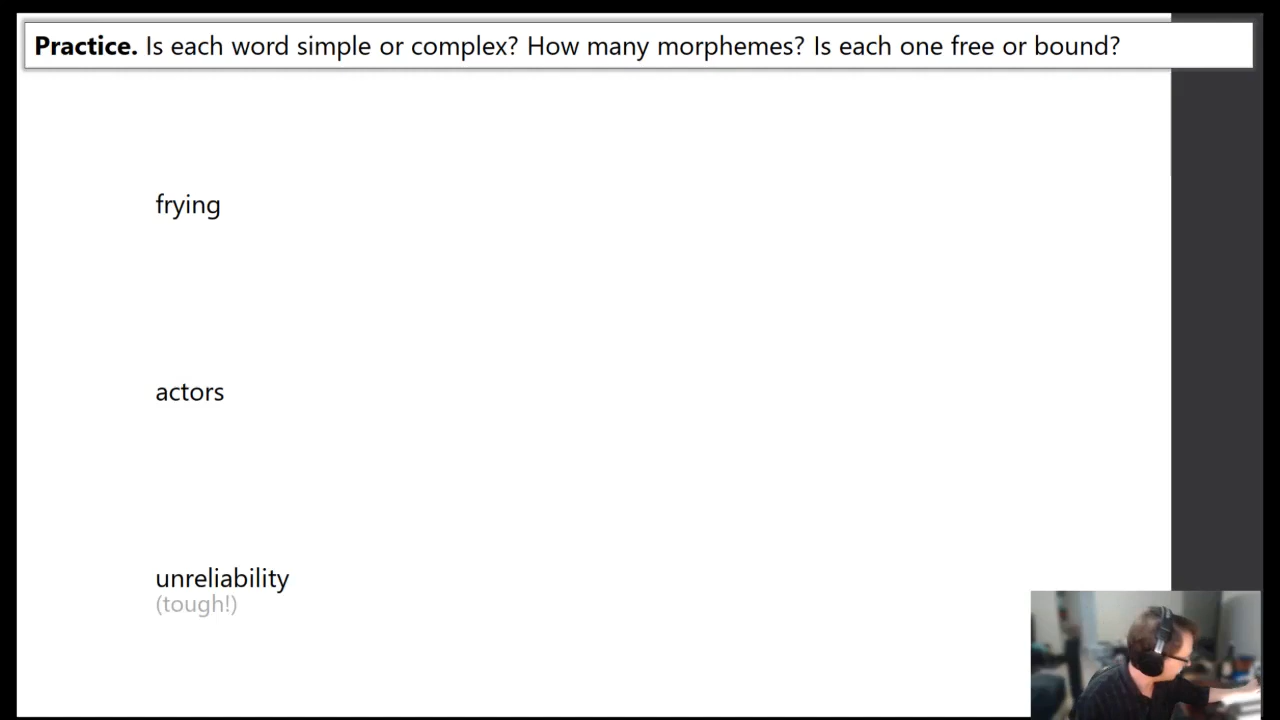 Practice. Is each word simple or complex? How many morphemes? Is each one free or bound?
frying
actors
unreliability
(tough!)